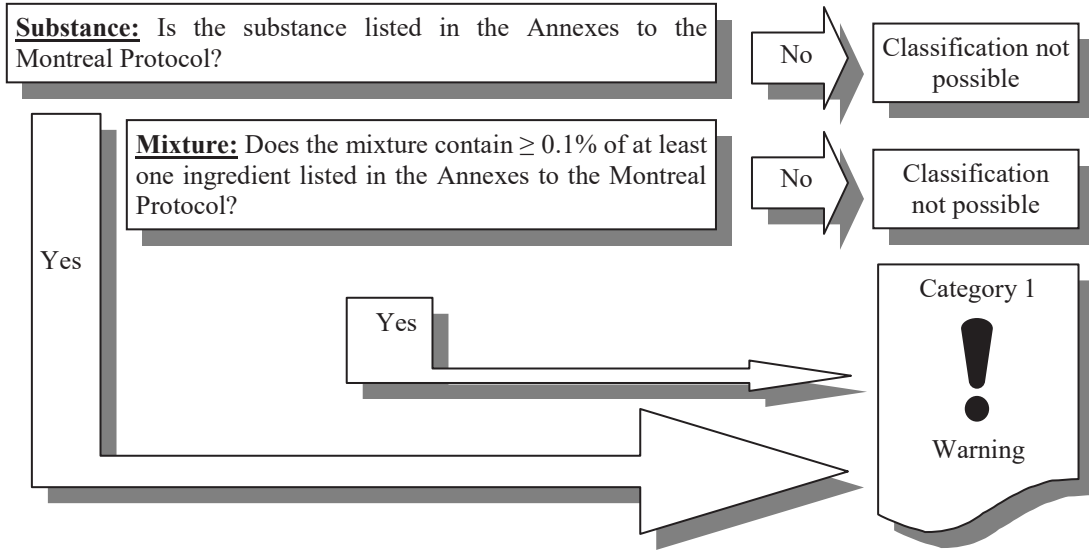 Substance: Is the substance listed in the Annexes to the
Montreal Protocol?
No
Classification not
possible
Mixture: Does the mixture contain ≥ 0.1% of at least
one ingredient listed in the Annexes to the Montreal
Protocol?
No
Classification
not possible
Yes
Yes
Category 1
Warning